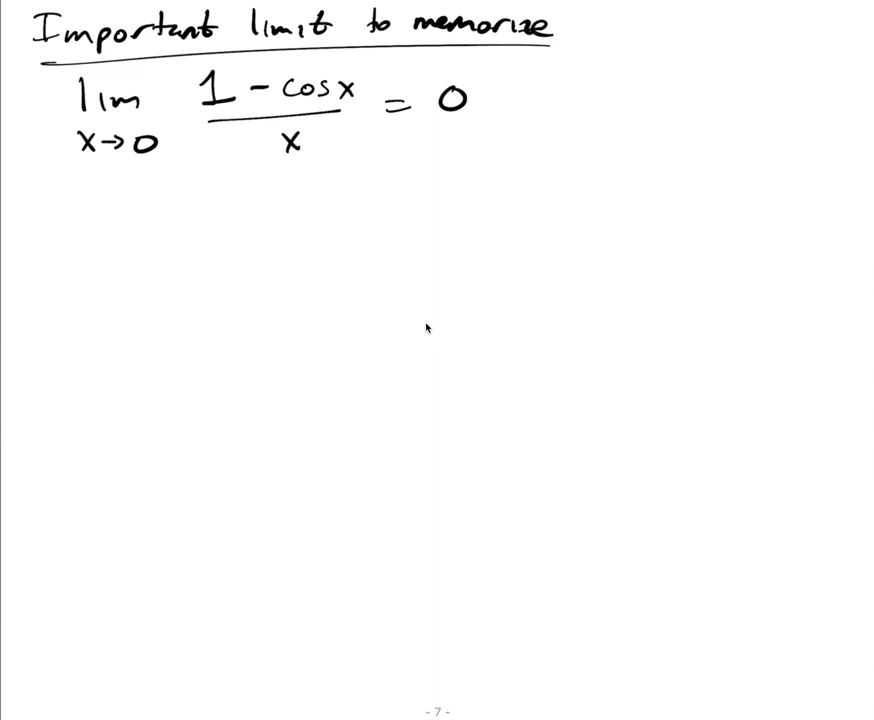 Important limit to memorize
lim 1 - cos x = 0
x→0 x
- 7 -